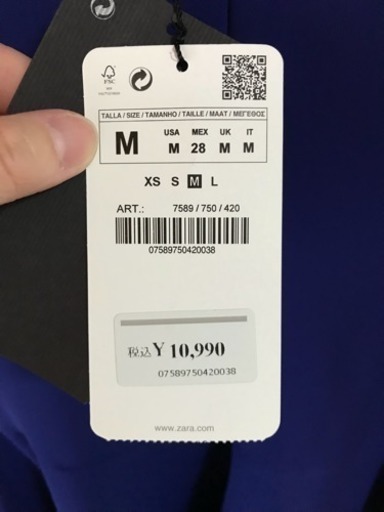 FSC
TALLA / SIZE / TAMANHO / TAILLE / MAAT / ΜΕΓΕΘΟΣ
M
USA MEX UK IT
M 28 M M
XS S M L
ART.: 7589 / 750 / 420
07589750420038
税込 ¥ 10,990
07589750420038
www.zara.com